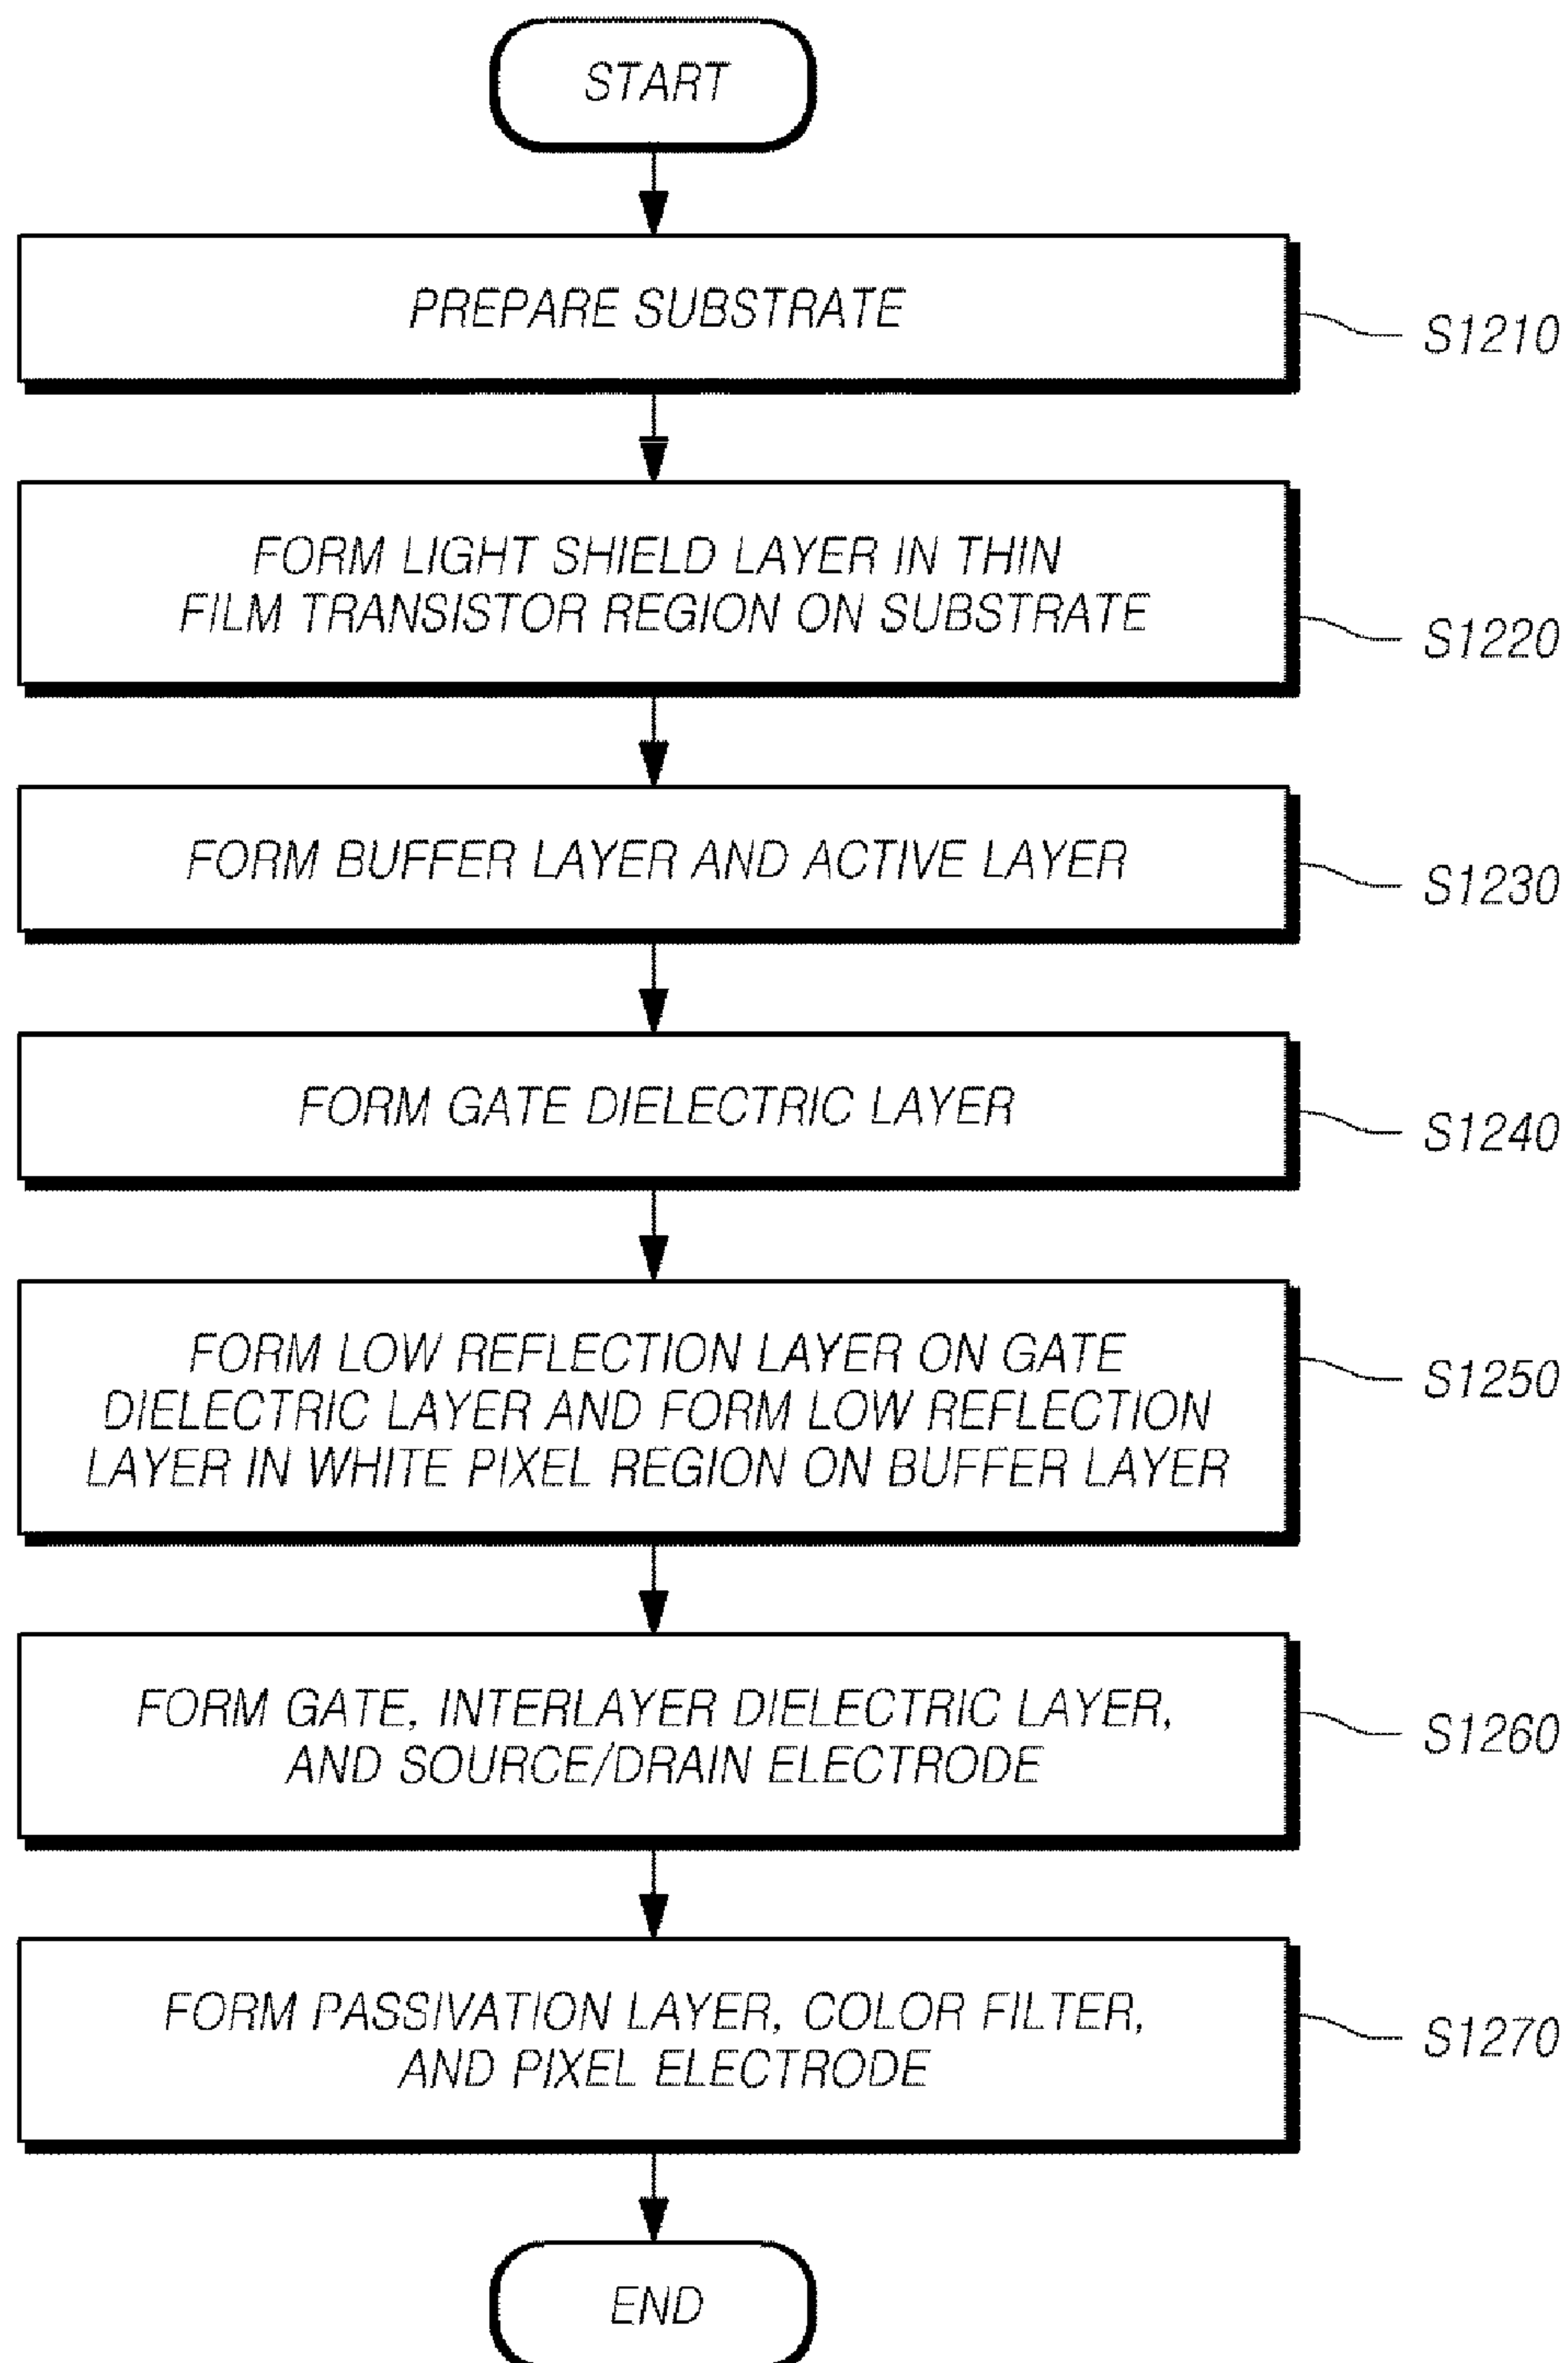 START
PREPARE SUBSTRATE
S1210
FORM LIGHT SHIELD LAYER IN THIN
FILM TRANSISTOR REGION ON SUBSTRATE
S1220
FORM BUFFER LAYER AND ACTIVE LAYER
S1230
FORM GATE DIELECTRIC LAYER
S1240
FORM LOW REFLECTION LAYER ON GATE
DIELECTRIC LAYER AND FORM LOW REFLECTION
LAYER IN WHITE PIXEL REGION ON BUFFER LAYER
S1250
FORM GATE, INTERLAYER DIELECTRIC LAYER,
AND SOURCE/DRAIN ELECTRODE
S1260
FORM PASSIVATION LAYER, COLOR FILTER,
AND PIXEL ELECTRODE
S1270
END